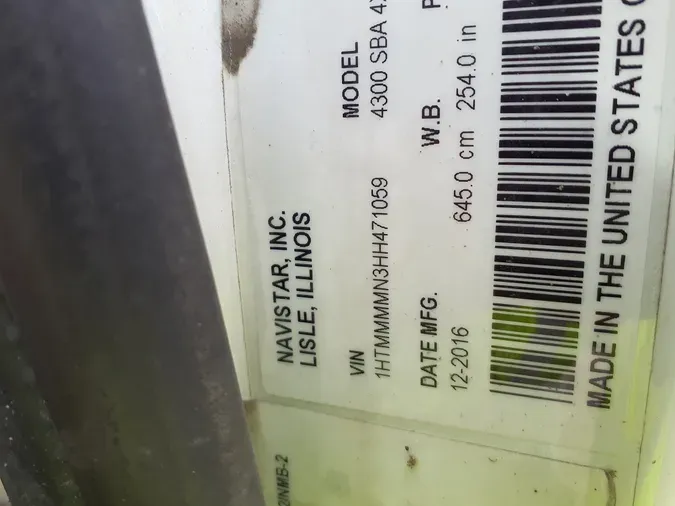 NAVISTAR, INC.
LISLE, ILLINOIS
VIN MODEL
1HTMMMMN3HH471059 4300 SBA
DATE MFG. W.B.
12-2016 645.0 cm 254.0 in
MADE IN THE UNITED STATES